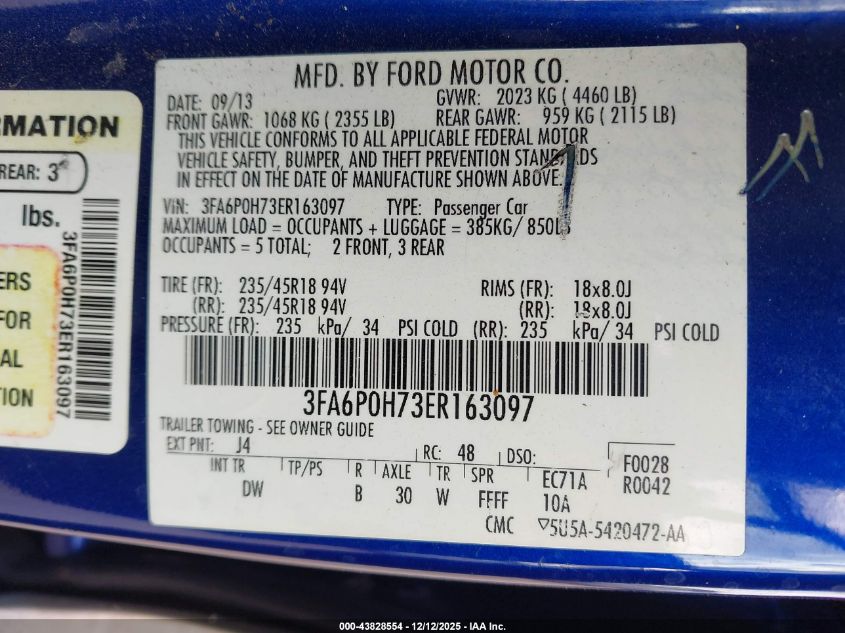 MFD. BY FORD MOTOR CO.
DATE: 09/13 GVWR: 2023 KG ( 4460 LB)
FRONT GAWR: 1068 KG ( 2355 LB) REAR GAWR: 959 KG ( 2115 LB)
THIS VEHICLE CONFORMS TO ALL APPLICABLE FEDERAL MOTOR
VEHICLE SAFETY, BUMPER, AND THEFT PREVENTION STANDARDS
IN EFFECT ON THE DATE OF MANUFACTURE SHOWN ABOVE.
VIN: 3FA6P0H73ER163097 TYPE: Passenger Car
MAXIMUM LOAD = OCCUPANTS + LUGGAGE = 385KG/ 850L
OCCUPANTS = 5 TOTAL; 2 FRONT, 3 REAR
TIRE (FR): 235/45R18 94V RIMS (FR): 18x8.0J
(RR): 235/45R18 94V (RR): 18x8.0J
PRESSURE (FR): 235 kPa/ 34 PSI COLD (RR): 235 kPa/ 34 PSI COLD
3FA6P0H73ER163097
TRAILER TOWING - SEE OWNER GUIDE
EXT PNT: J4 RC: 48 DSO: F0028
INT TR TP/PS R AXLE TR SPR EC71A R0042
DW B 30 W FFFF 10A
CMC 5U5A-5420472-AA
RMATION
REAR: 3
lbs.
ERS
FOR
AL
TION
3FA6P0H73ER163097
000-43828554 - 12/12/2025 - IAA Inc.